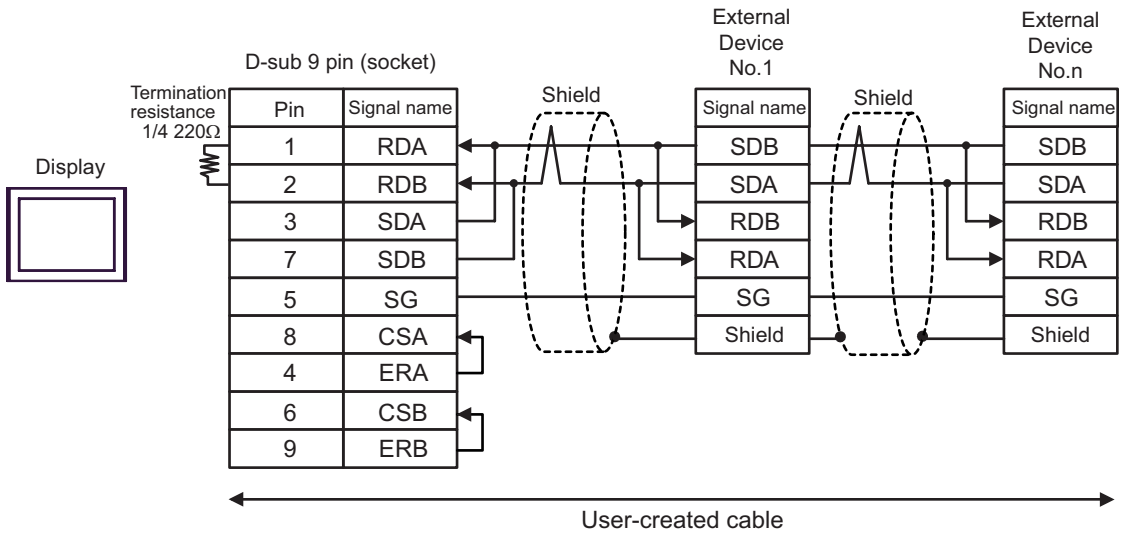 External
Device
No.1
External
Device
No.n
D-sub 9 pin (socket)
Termination
resistance
1/4 220Ω
Display
Shield
Shield
Pin Signal name
1 RDA
2 RDB
3 SDA
7 SDB
5 SG
8 CSA
4 ERA
6 CSB
9 ERB
Signal name
SDB
SDA
RDB
RDA
SG
Shield
Signal name
SDB
SDA
RDB
RDA
SG
Shield
User-created cable